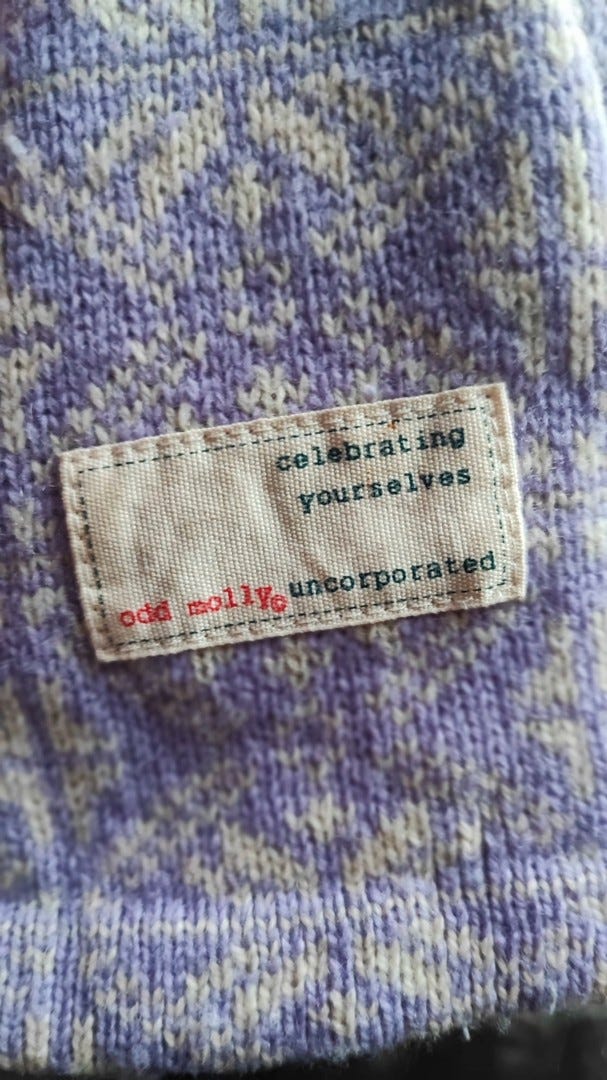 celebrating
yourselves
odd molly© uncorporated